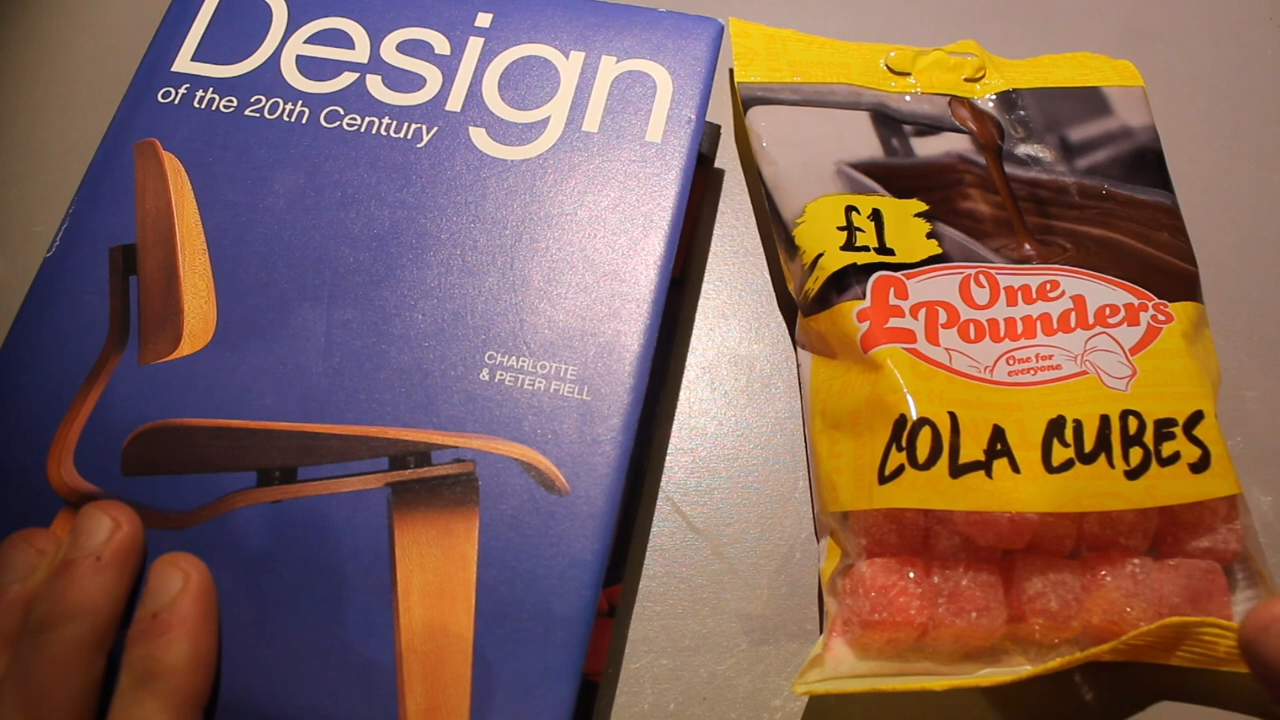 Design
of the 20th Century
CHARLOTTE
& PETER FIELL
£1
£ One
Pounders
One for
everyone
COLA CUBES